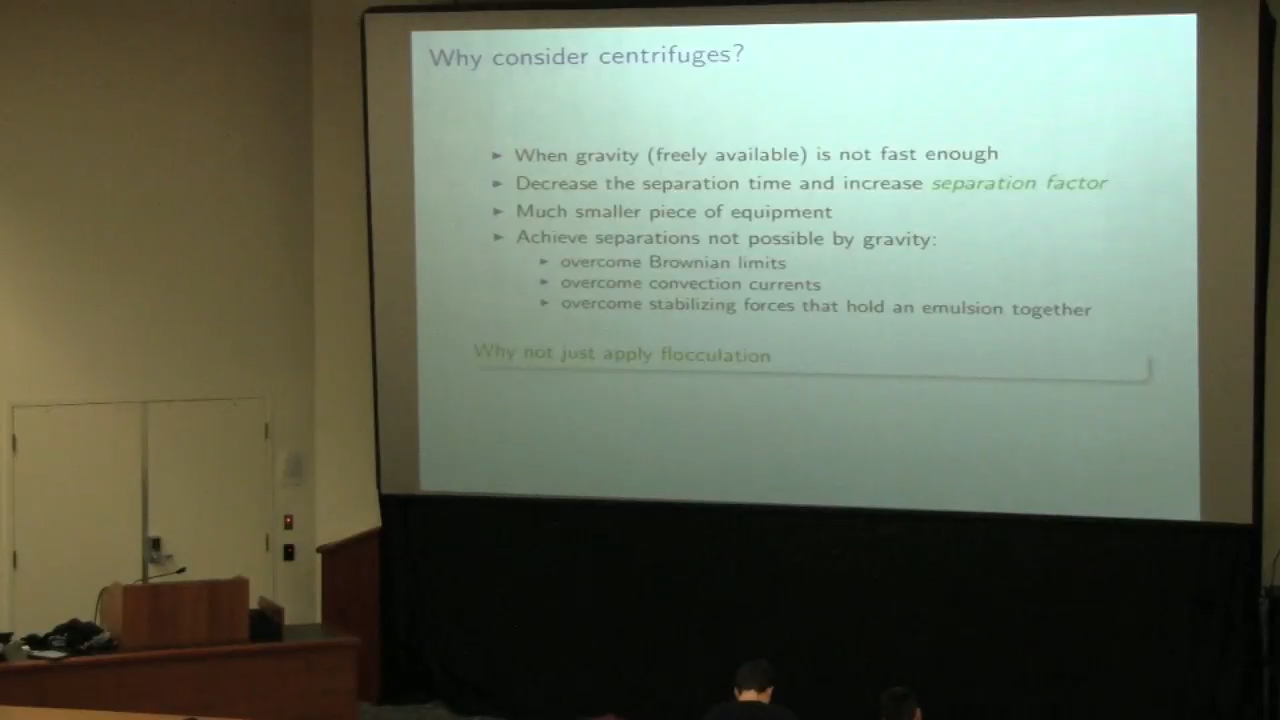 Why consider centrifuges?
► When gravity (freely available) is not fast enough
► Decrease the separation time and increase separation factor
► Much smaller piece of equipment
► Achieve separations not possible by gravity:
► overcome Brownian limits
► overcome convection currents
► overcome stabilizing forces that hold an emulsion together
Why not just apply flocculation